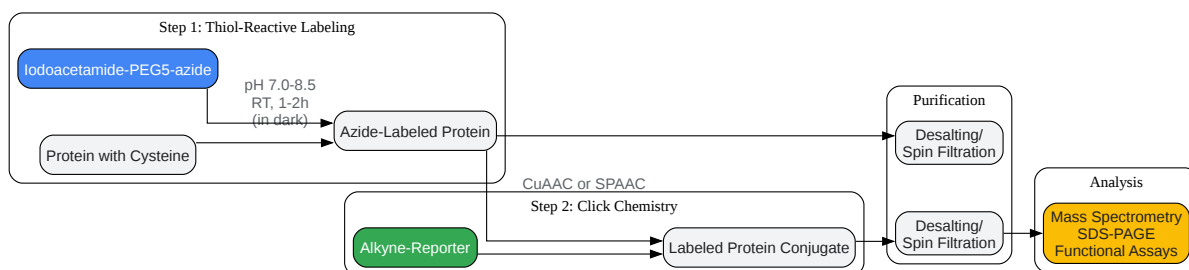 Step 1: Thiol-Reactive Labeling
Iodoacetamide-PEG5-azide
pH 7.0-8.5
RT, 1-2h
(in dark)
Protein with Cysteine
Azide-Labeled Protein
CuAAC or SPAAC
Step 2: Click Chemistry
Alkyne-Reporter
Labeled Protein Conjugate
Purification
Desalting/
Spin Filtration
Desalting/
Spin Filtration
Analysis
Mass Spectrometry
SDS-PAGE
Functional Assays